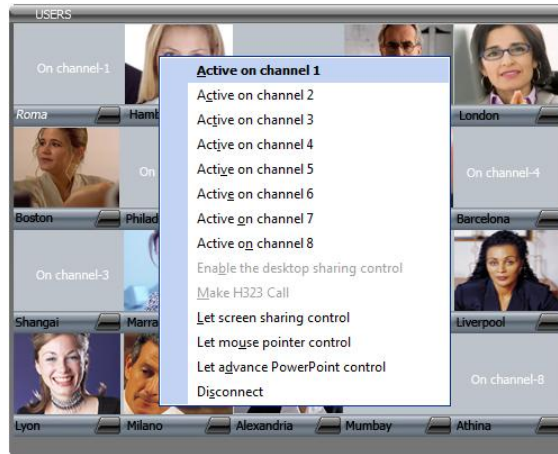 USERS
On channel-1
Roma
Hamb
London
On
On channel-4
Boston
Philad
Barcelona
On channel-3
Shangai
Marra
Liverpool
On channel-8
Lyon
Milano
Alexandria
Mumbay
Athina
Active on channel 1
Active on channel 2
Active on channel 3
Active on channel 4
Active on channel 5
Active on channel 6
Active on channel 7
Active on channel 8
Enable the desktop sharing control
Make H323 Call
Let screen sharing control
Let mouse pointer control
Let advance PowerPoint control
Disconnect